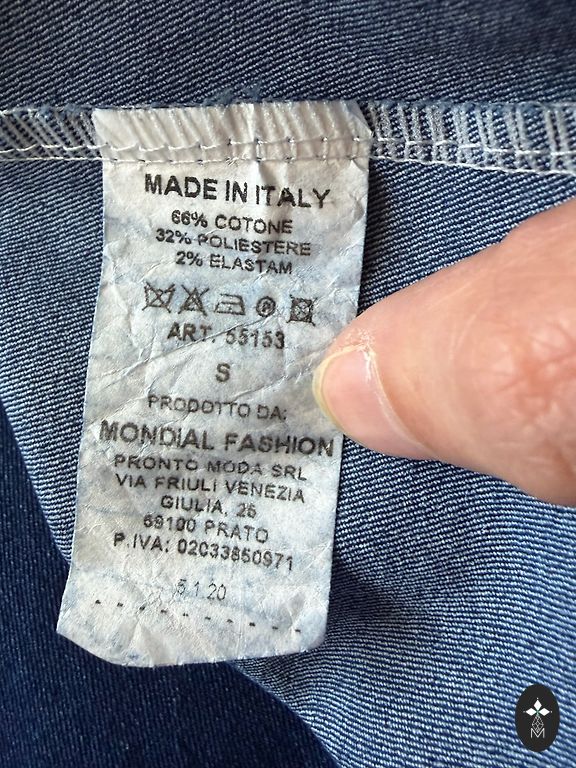 MADE IN ITALY
66% COTONE
32% POLIESTERE
2% ELASTAM
ART. 55153
S
PRODOTTO DA:
MONDIAL FASHION
PRONTO MODA SRL
VIA FRIULI VENEZIA
GIULIA, 26
59100 PRATO
P.IVA: 02033850971
5.1.20
M